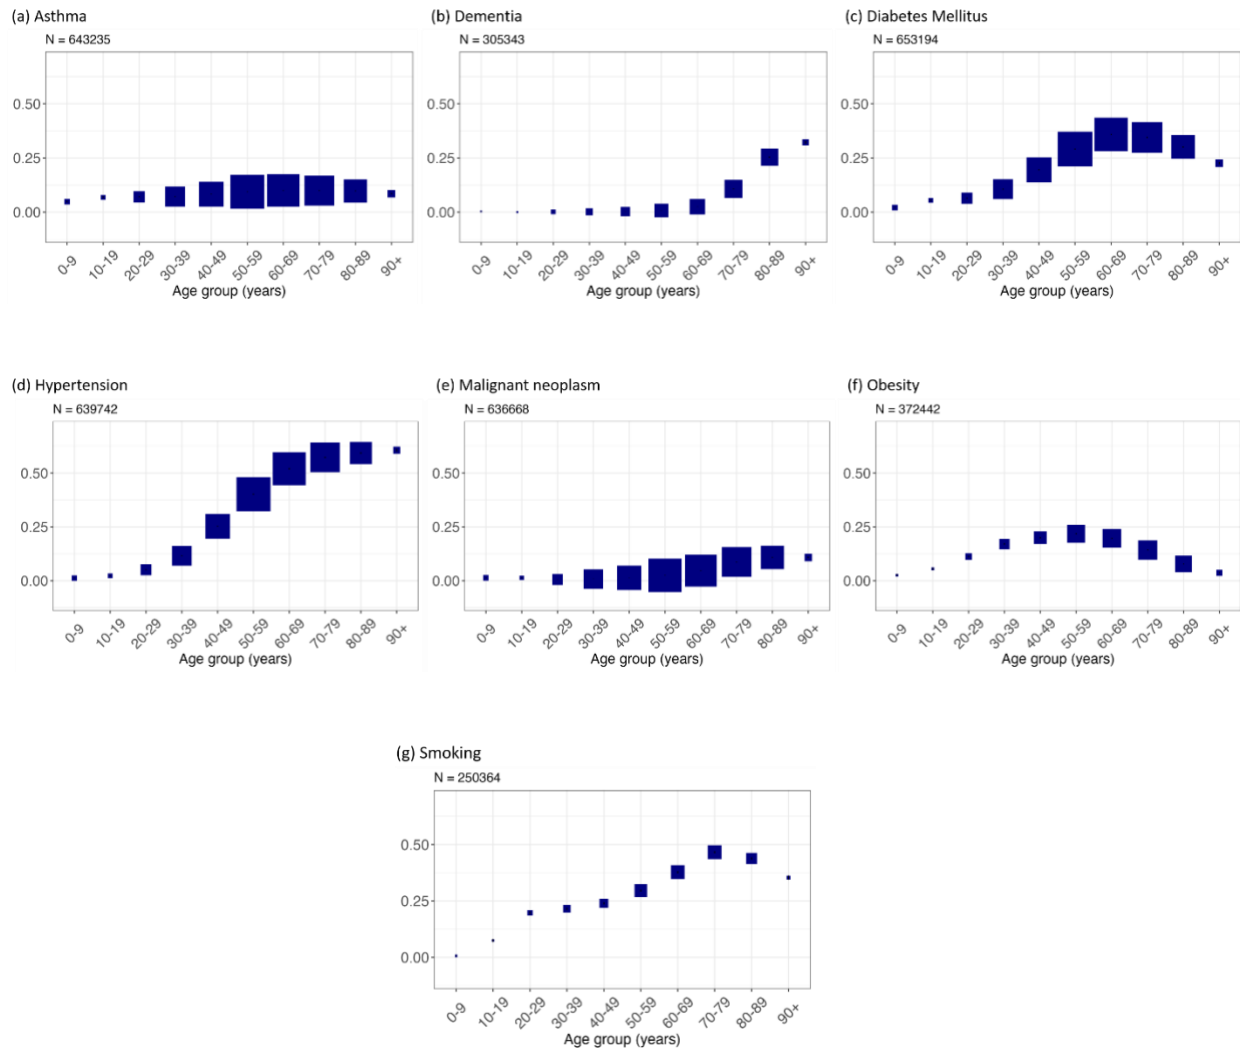 (a) Asthma
N = 643235
0.50
0.25
0.00
0-9 10-19 20-29 30-39 40-49 50-59 60-69 70-79 80-89 90+
Age group (years)
(b) Dementia
N = 305343
0.50
0.25
0.00
0-9 10-19 20-29 30-39 40-49 50-59 60-69 70-79 80-89 90+
Age group (years)
(c) Diabetes Mellitus
N = 653194
0.50
0.25
0.00
0-9 10-19 20-29 30-39 40-49 50-59 60-69 70-79 80-89 90+
Age group (years)
(d) Hypertension
N = 639742
0.50
0.25
0.00
0-9 10-19 20-29 30-39 40-49 50-59 60-69 70-79 80-89 90+
Age group (years)
(e) Malignant neoplasm
N = 636668
0.50
0.25
0.00
0-9 10-19 20-29 30-39 40-49 50-59 60-69 70-79 80-89 90+
Age group (years)
(f) Obesity
N = 372442
0.50
0.25
0.00
0-9 10-19 20-29 30-39 40-49 50-59 60-69 70-79 80-89 90+
Age group (years)
(g) Smoking
N = 250364
0.50
0.25
0.00
0-9 10-19 20-29 30-39 40-49 50-59 60-69 70-79 80-89 90+
Age group (years)